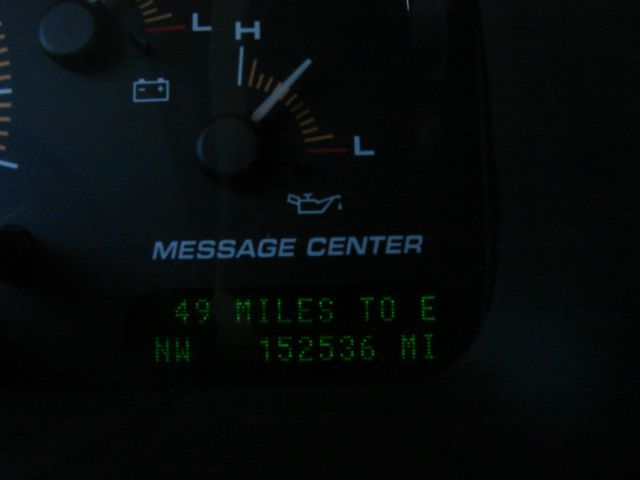 L
H
L
MESSAGE CENTER
49 MILES TO E
NW 152536 MI